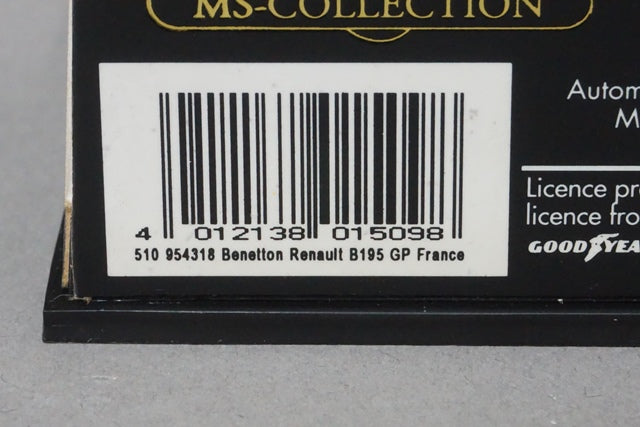 MS-COLLECTION
Autom
M
Licence pr
licence fro
GOODYEA
4 012138 015098
510 954318 Benetton Renault B195 GP France